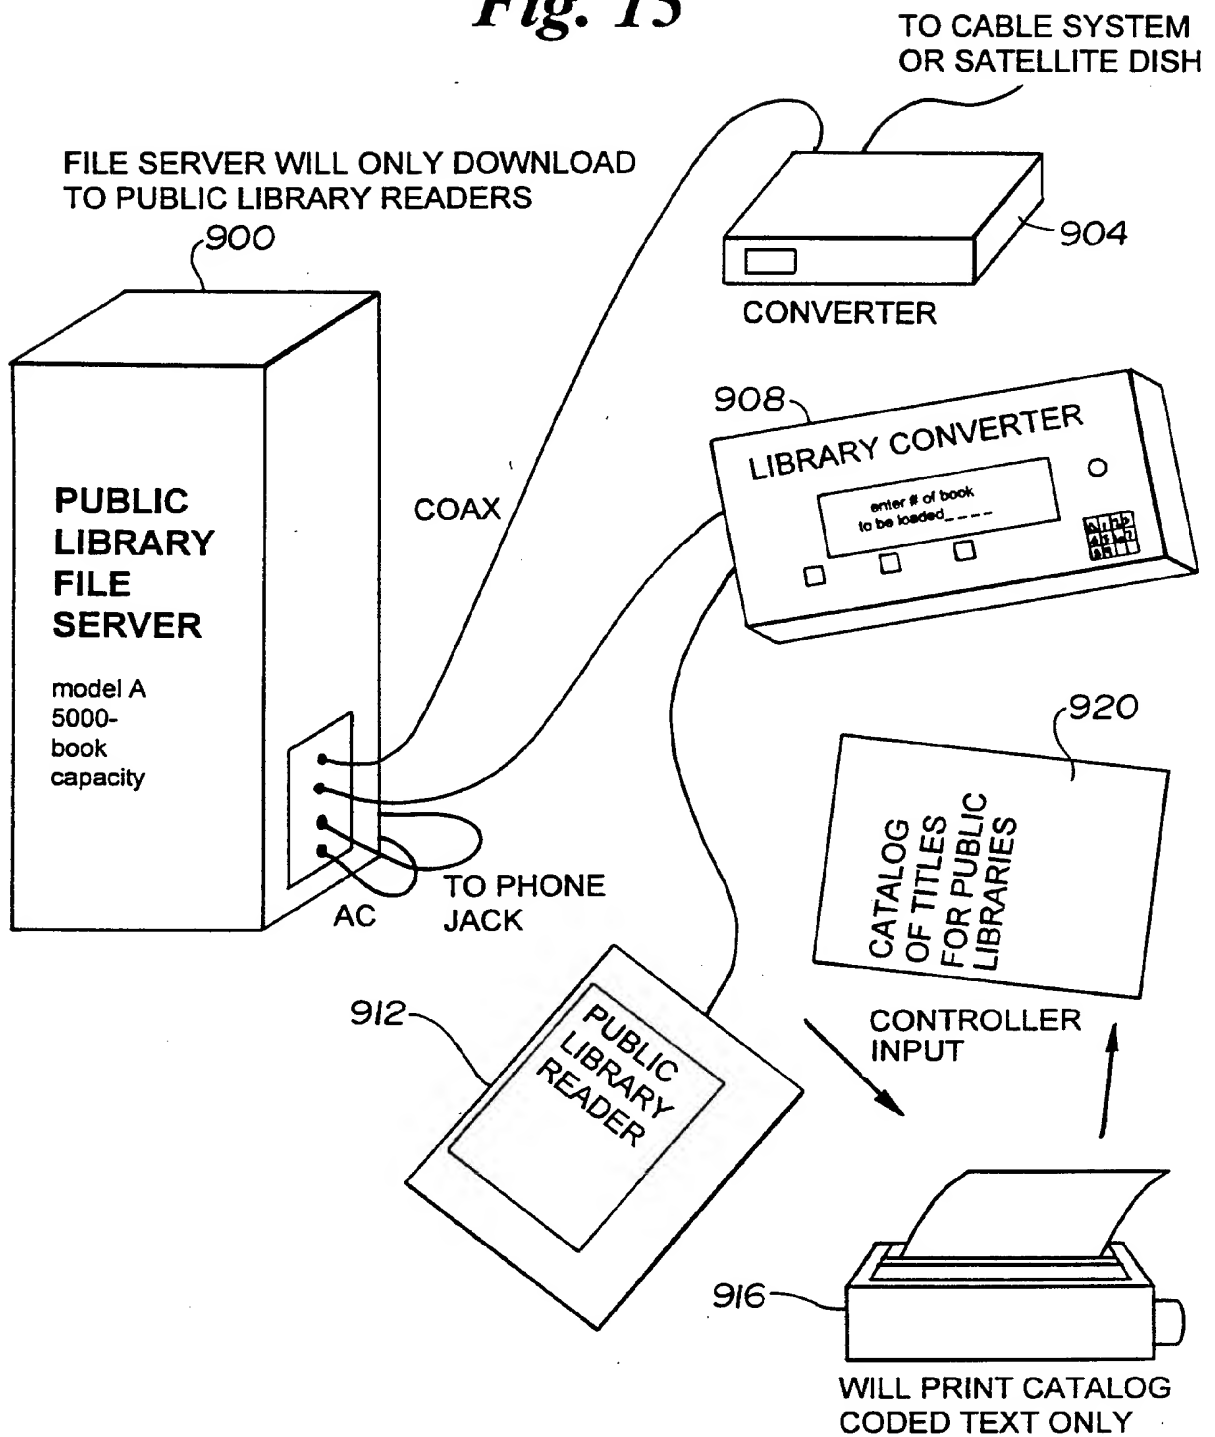 Fig. 15
TO CABLE SYSTEM
OR SATELLITE DISH
FILE SERVER WILL ONLY DOWNLOAD
TO PUBLIC LIBRARY READERS
900
904
CONVERTER
908
LIBRARY CONVERTER
enter # of book
to be loaded____
COAX
PUBLIC
LIBRARY
FILE
SERVER
model A
5000-
book
capacity
TO PHONE
JACK
AC
920
CATALOG
OF TITLES
FOR PUBLIC
LIBRARIES
912
PUBLIC
LIBRARY
READER
CONTROLLER
INPUT
916
WILL PRINT CATALOG
CODED TEXT ONLY